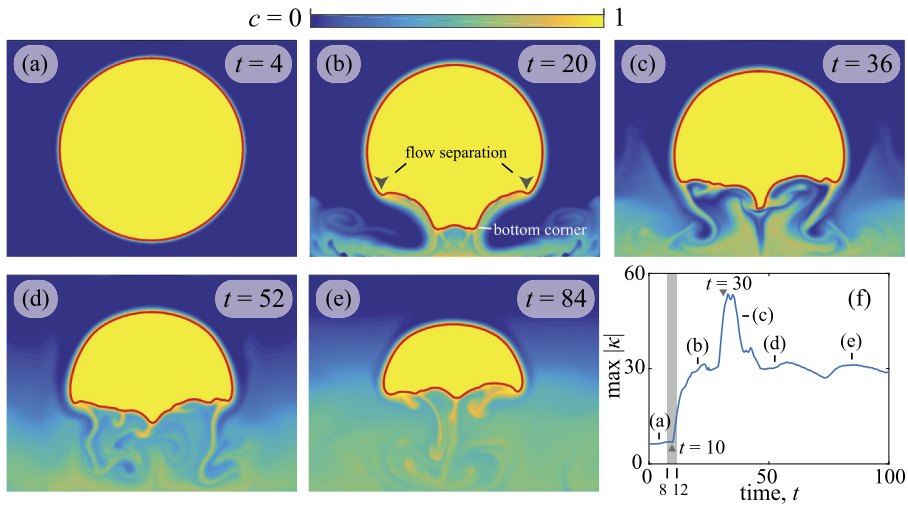 c = 0 1
(a) t = 4
(b) t = 20
flow separation
bottom corner
(c) t = 36
(d) t = 52
(e) t = 84
(f)
60
30
0
max |κ|
t = 30
(c)
(b)
(d)
(e)
(a)
t = 10
0 50 100
8 12
time, t